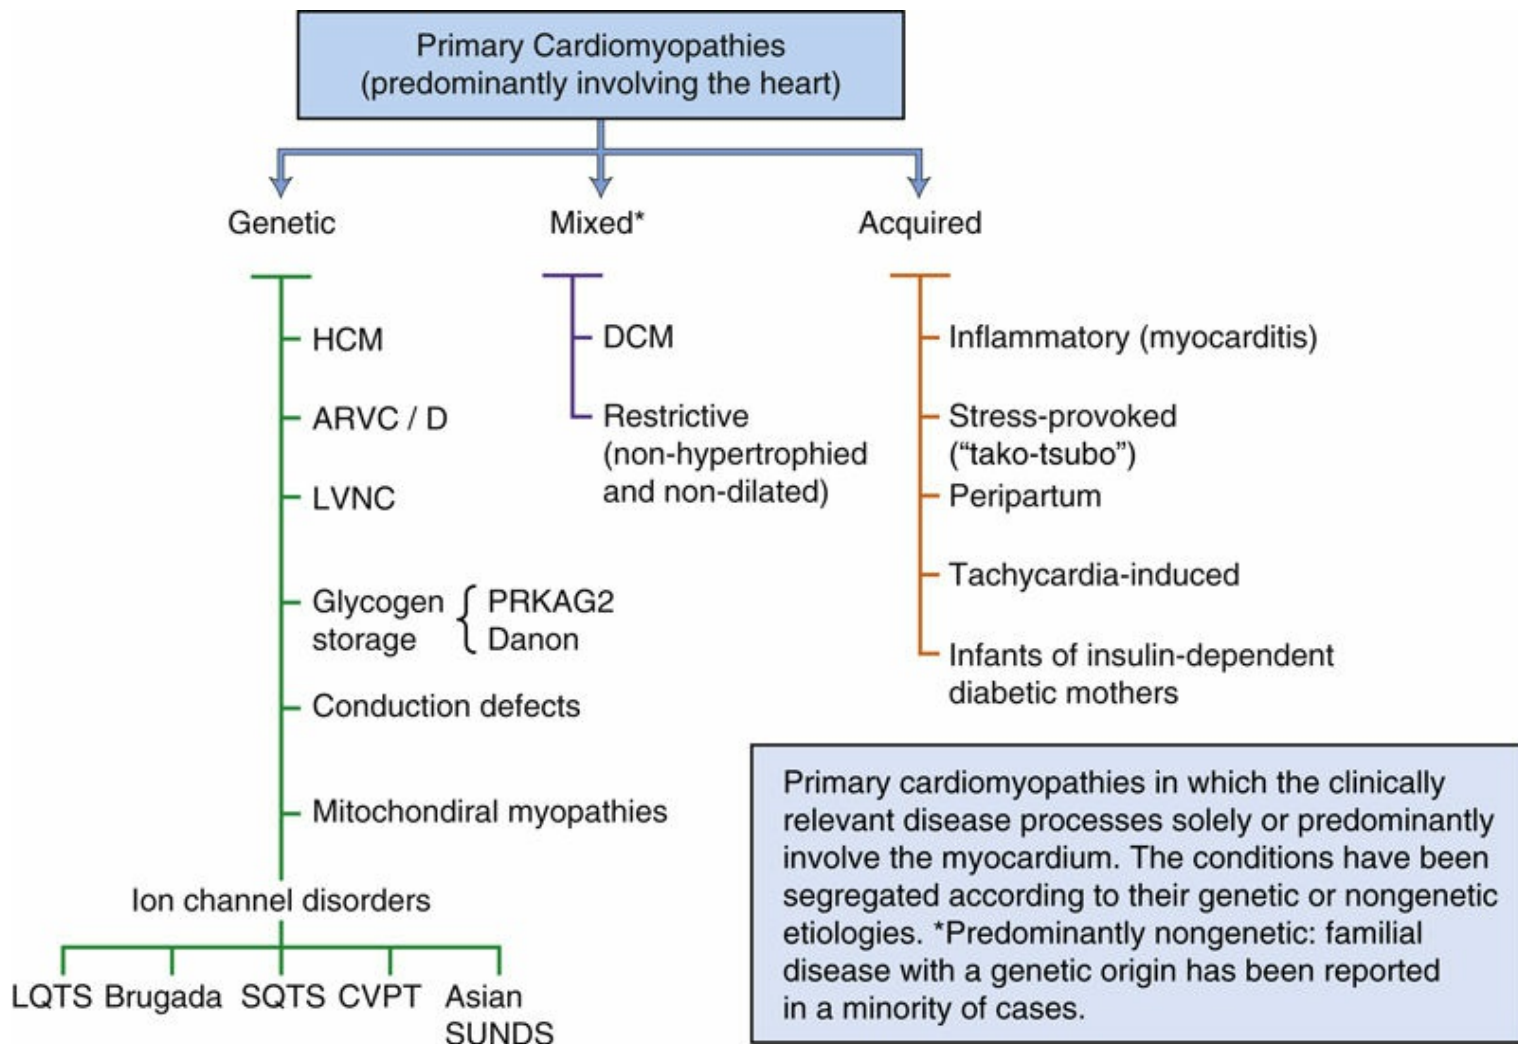 Primary Cardiomyopathies
(predominantly involving the heart)
Genetic
Mixed*
Acquired
HCM
ARVC / D
LVNC
Glycogen
storage
{ PRKAG2
Danon
Conduction defects
Mitochondiral myopathies
Ion channel disorders
LQTS
Brugada
SQTS
CVPT
Asian
SUNDS
DCM
Restrictive
(non-hypertrophied
and non-dilated)
Inflammatory (myocarditis)
Stress-provoked
(“tako-tsubo”)
Peripartum
Tachycardia-induced
Infants of insulin-dependent
diabetic mothers
Primary cardiomyopathies in which the clinically
relevant disease processes solely or predominantly
involve the myocardium. The conditions have been
segregated according to their genetic or nongenetic
etiologies. *Predominantly nongenetic: familial
disease with a genetic origin has been reported
in a minority of cases.